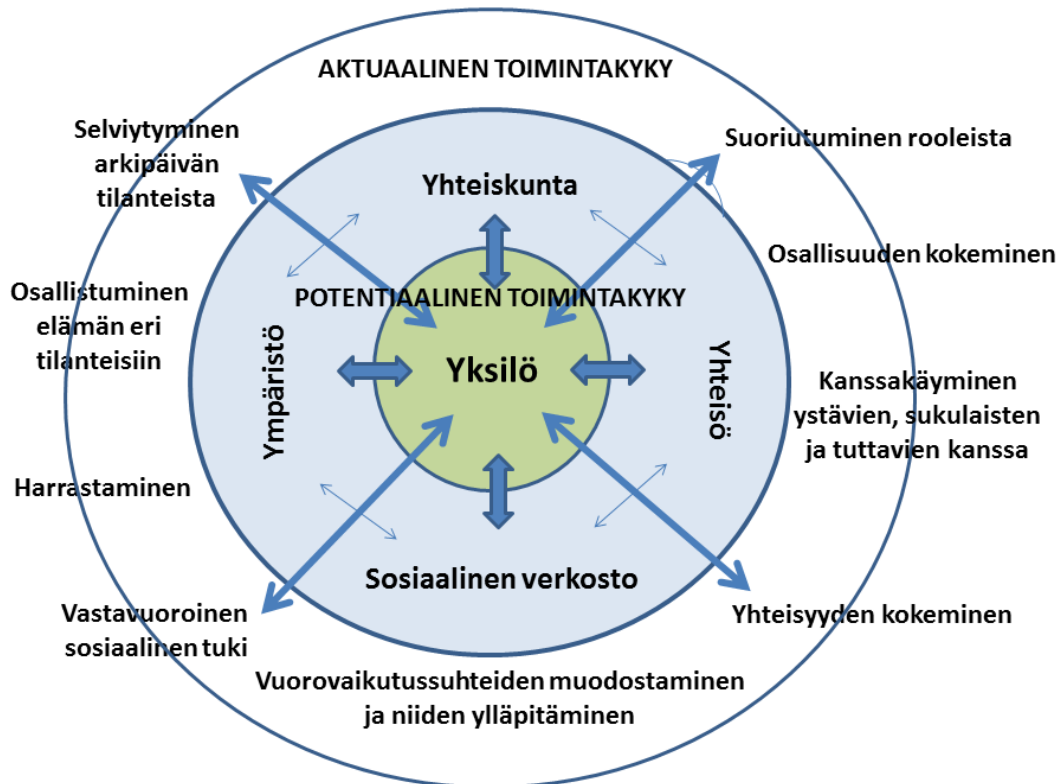 AKTUAALINEN TOIMINTAKYKY
Selviytyminen
arkipäivän
tilanteista
Suoriutuminen rooleista
Yhteiskunta
Osallisuuden kokeminen
Osallistuminen
elämän eri
tilanteisiin
POTENTIAALINEN TOIMINTAKYKY
Ympäristö
Yksilö
Yhteisö
Kanssakäyminen
ystävien, sukulaisten
ja tuttavien kanssa
Harrastaminen
Sosiaalinen verkosto
Vastavuoroinen
sosiaalinen tuki
Yhteisyyden kokeminen
Vuorovaikutussuhteiden muodostaminen
ja niiden ylläpitäminen